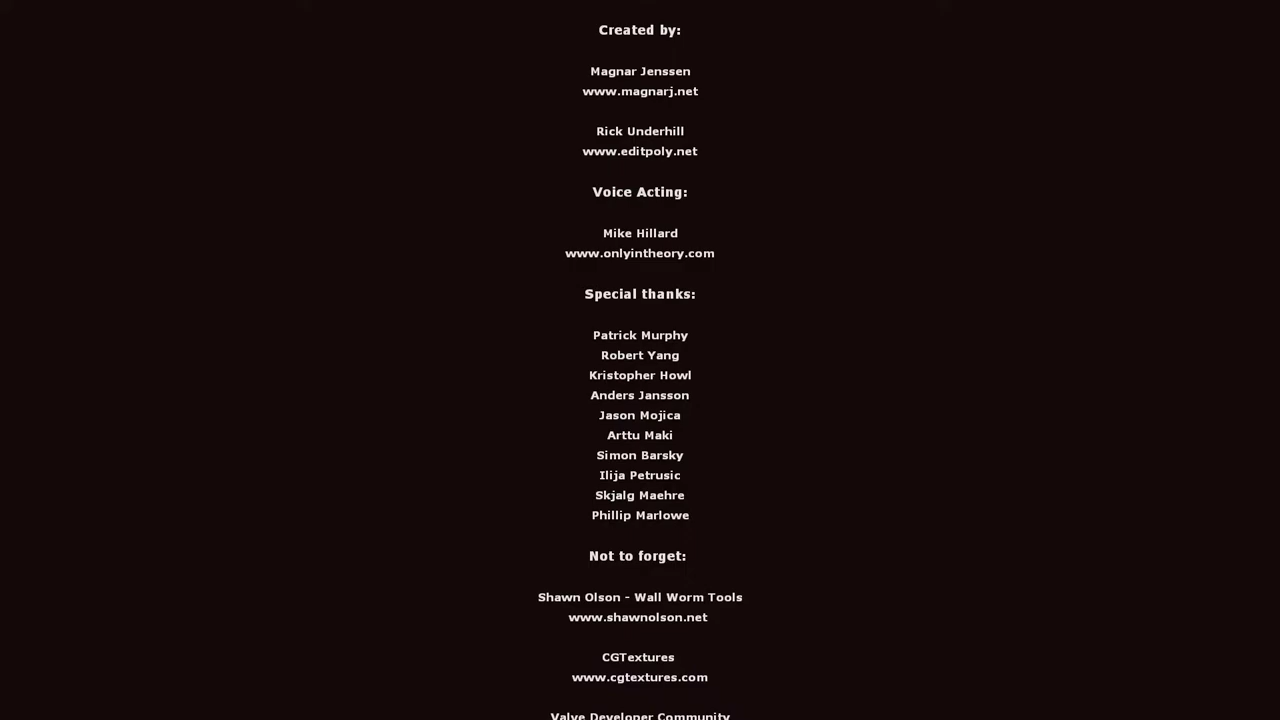 Created by:
Magnar Jenssen
www.magnarj.net
Rick Underhill
www.editpoly.net
Voice Acting:
Mike Hillard
www.onlyintheory.com
Special thanks:
Patrick Murphy
Robert Yang
Kristopher Howl
Anders Jansson
Jason Mojica
Arttu Maki
Simon Barsky
Ilija Petrusic
Skjalg Maehre
Phillip Marlowe
Not to forget:
Shawn Olson - Wall Worm Tools
www.shawnolson.net
CGTextures
www.cgtextures.com
Valve Developer Community